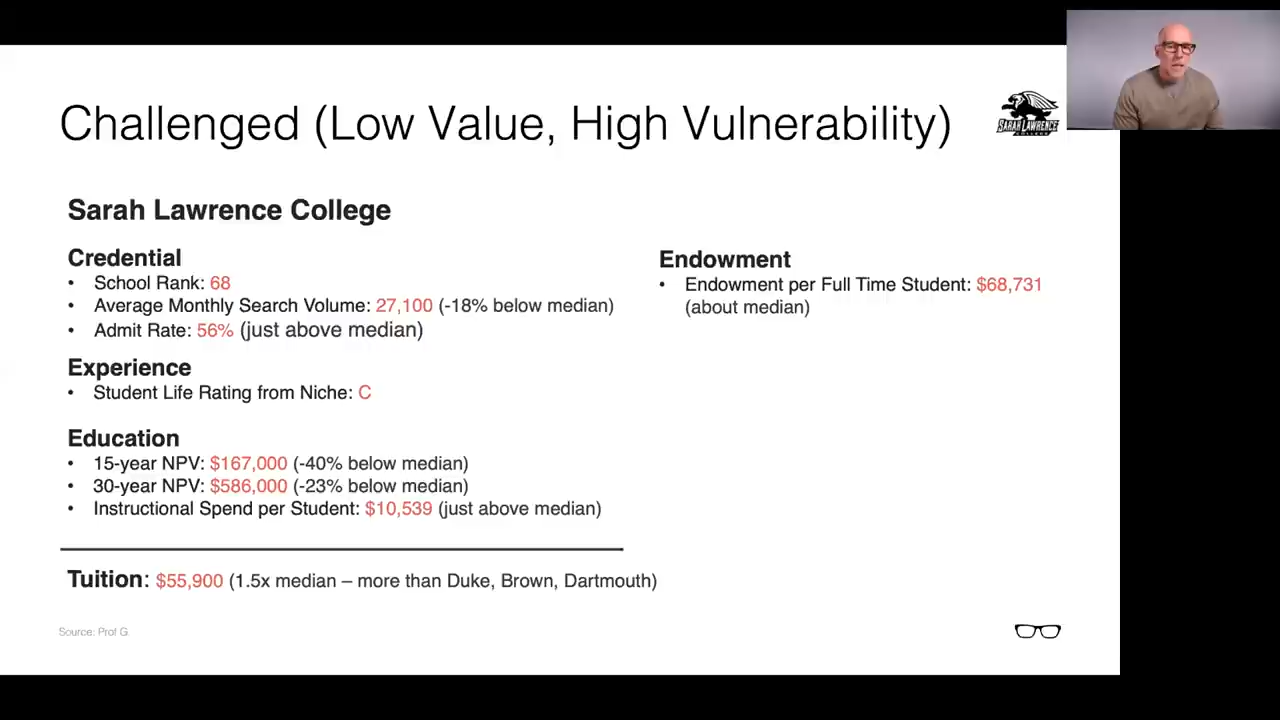 Challenged (Low Value, High Vulnerability)
SARAH LAWRENCE
COLLEGE
Sarah Lawrence College
Credential
• School Rank: 68
• Average Monthly Search Volume: 27,100 (-18% below median)
• Admit Rate: 56% (just above median)
Experience
• Student Life Rating from Niche: C
Education
• 15-year NPV: $167,000 (-40% below median)
• 30-year NPV: $586,000 (-23% below median)
• Instructional Spend per Student: $10,539 (just above median)
Endowment
• Endowment per Full Time Student: $68,731
(about median)
Tuition: $55,900 (1.5x median – more than Duke, Brown, Dartmouth)
Source: Prof G.